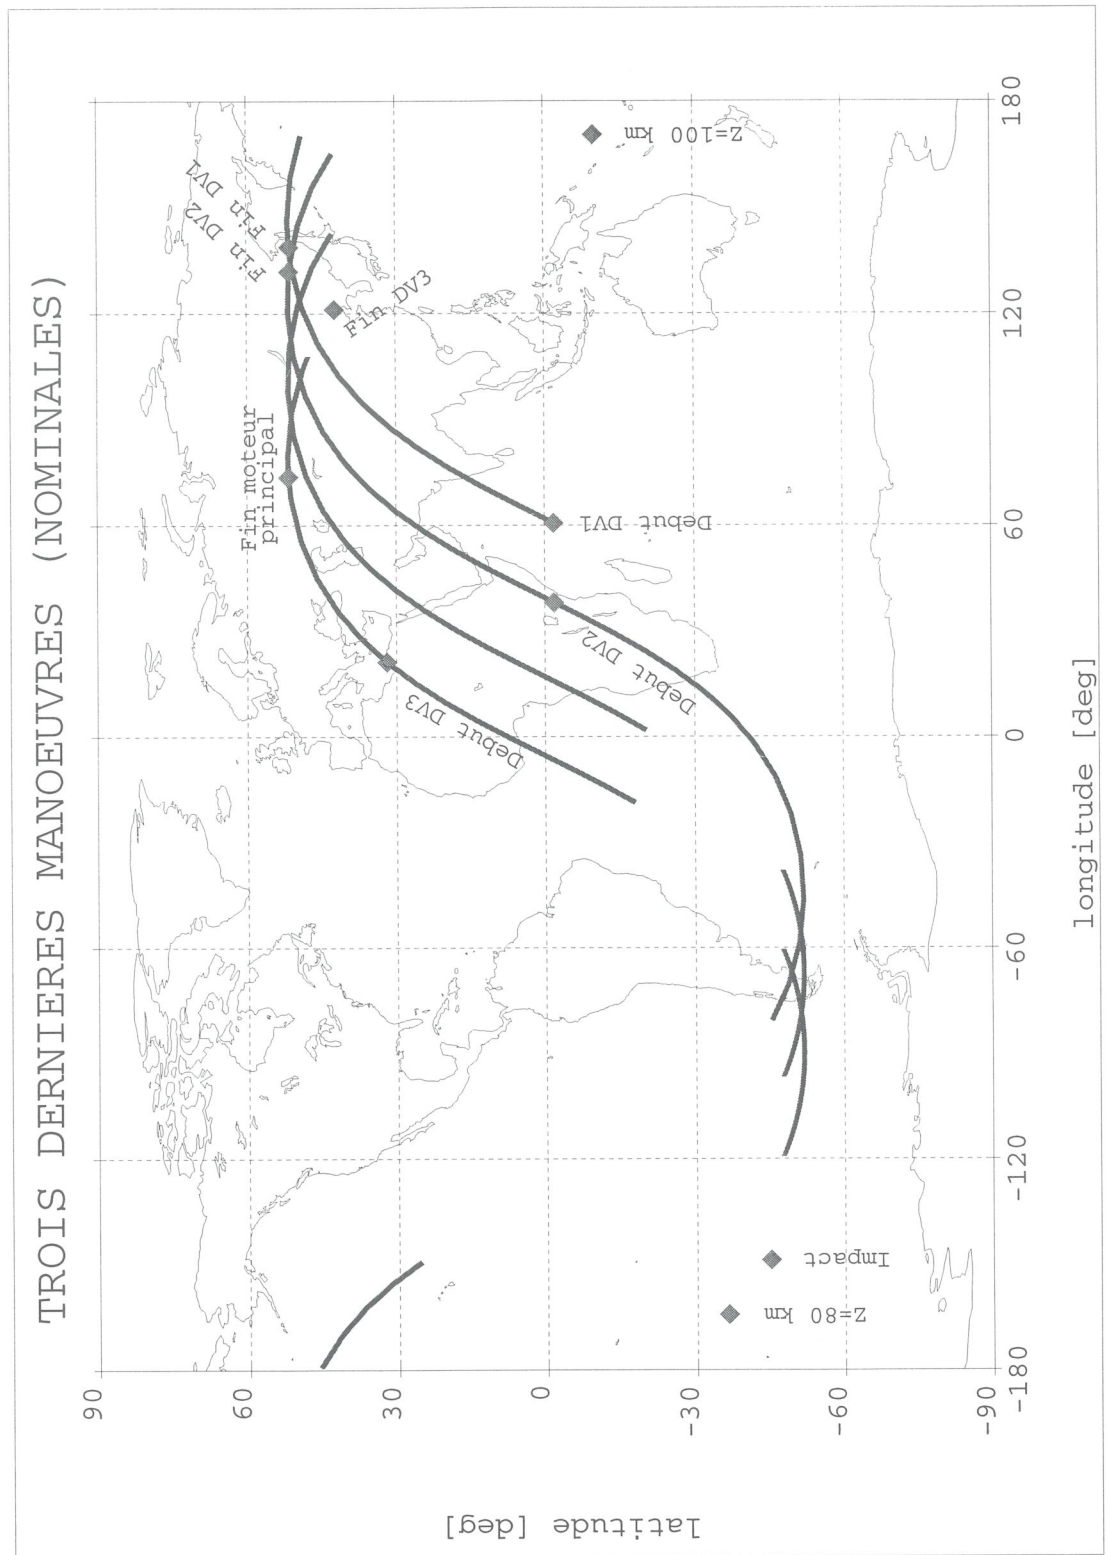 TROIS DERNIERES MANOEUVRES (NOMINALES)
latitude [deg]
90
60
30
0
-30
-60
-90
-180
-120
-60
0
60
120
180
longitude [deg]
Fin moteur
principal
Fin DV2
Fin DV1
Fin DV3
Debut DV3
Debut DV2
Debut DV1
Z=100 km
Z=80 km
Impact